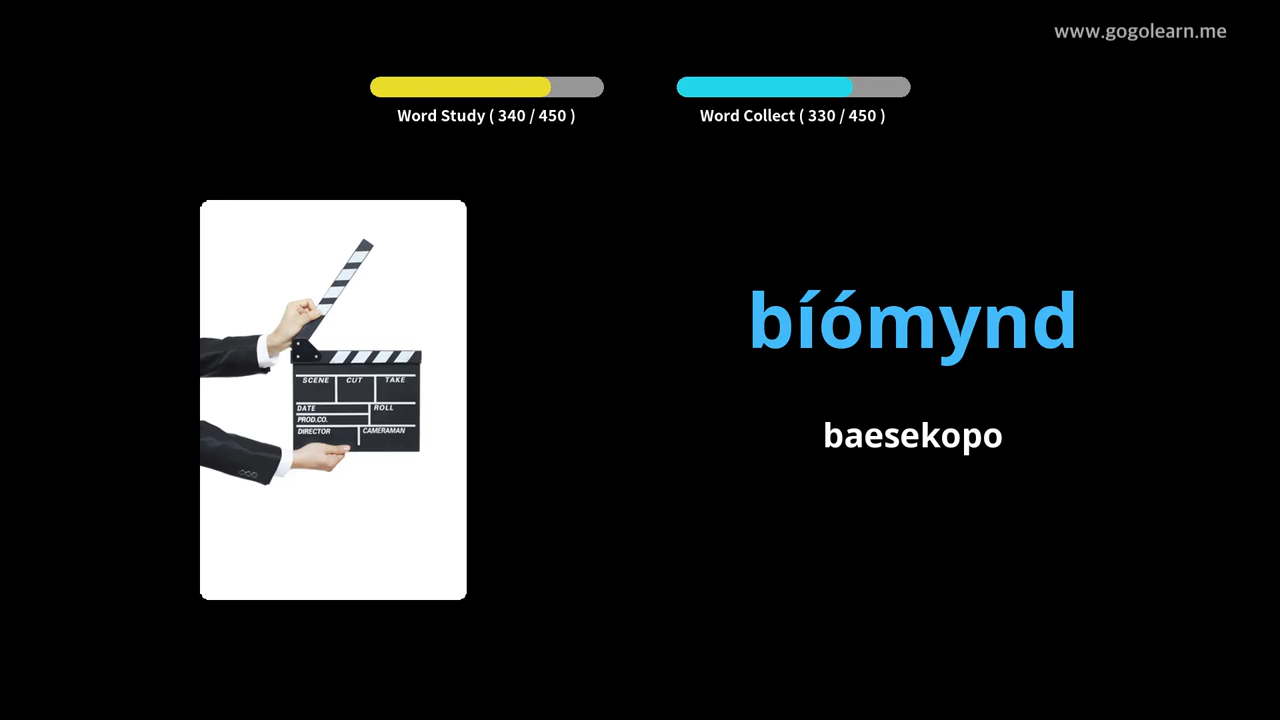 www.gogolearn.me
Word Study ( 340 / 450 )
Word Collect ( 330 / 450 )
bíómynd
baesekopo
SCENE CUT TAKE
DATE ROLL
PROD.CO.
DIRECTOR CAMERAMAN